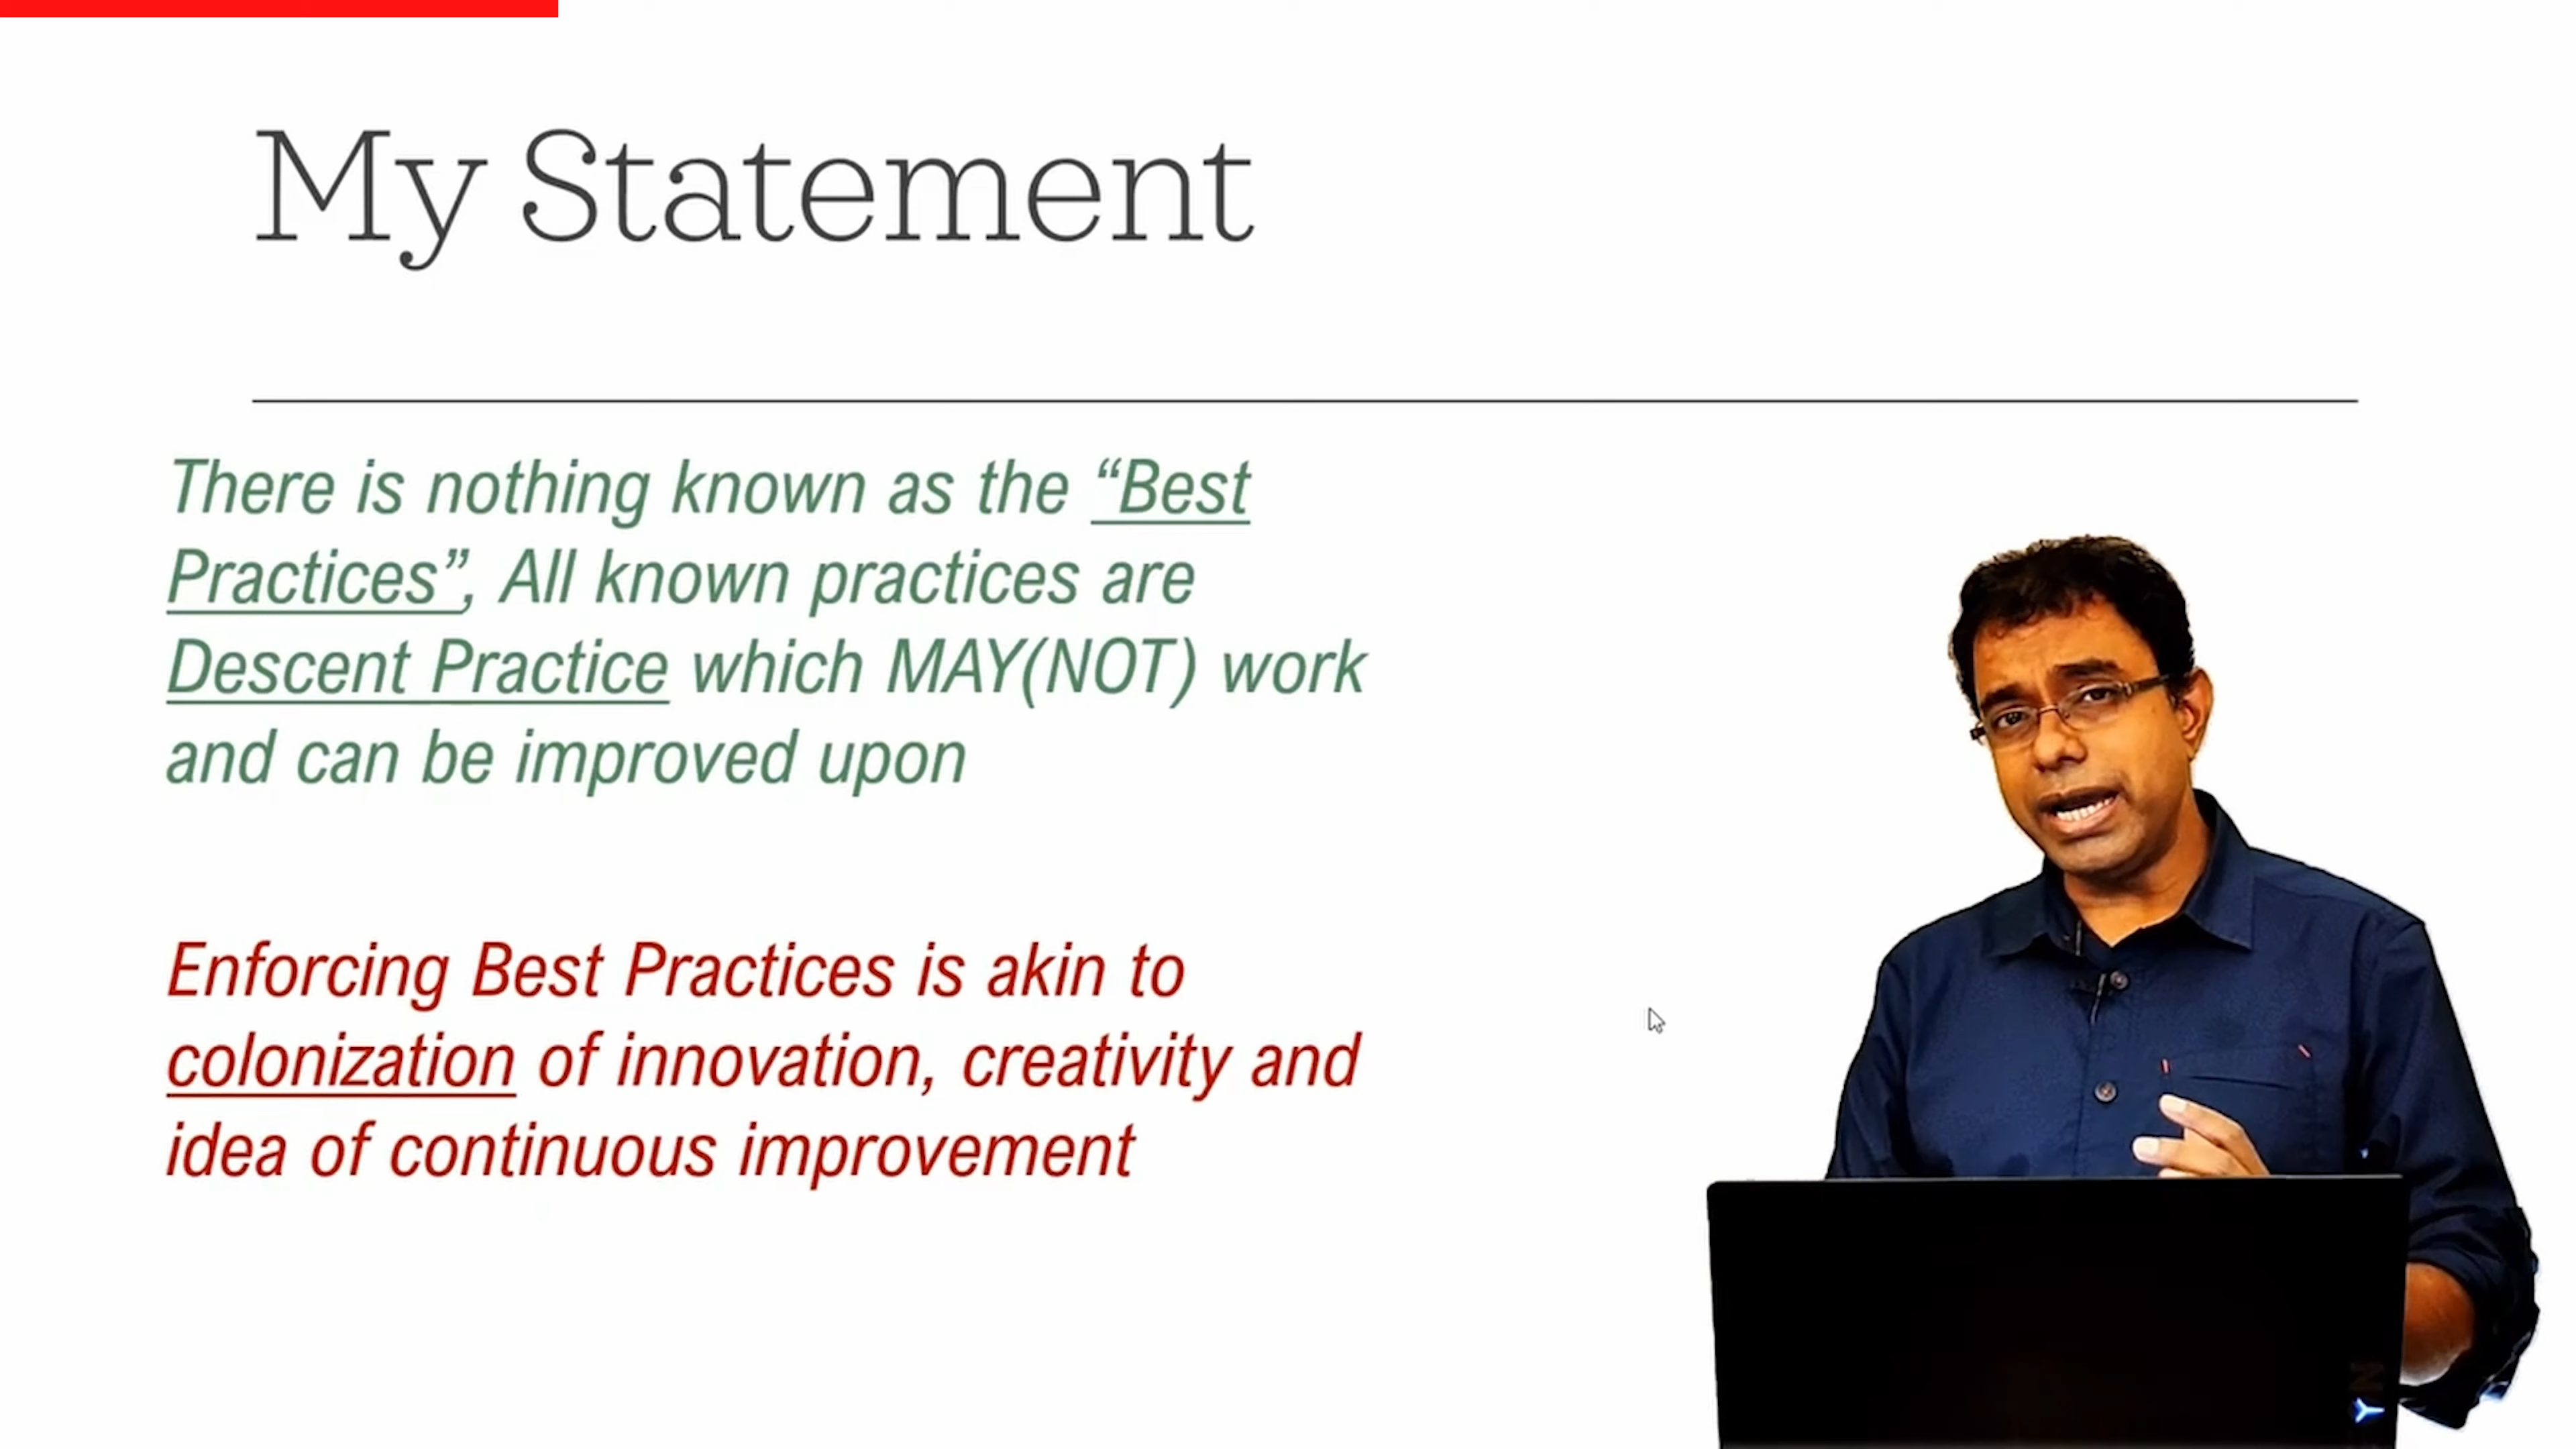 My Statement
There is nothing known as the “Best
Practices”, All known practices are
Descent Practice which MAY(NOT) work
and can be improved upon
Enforcing Best Practices is akin to
colonization of innovation, creativity and
idea of continuous improvement